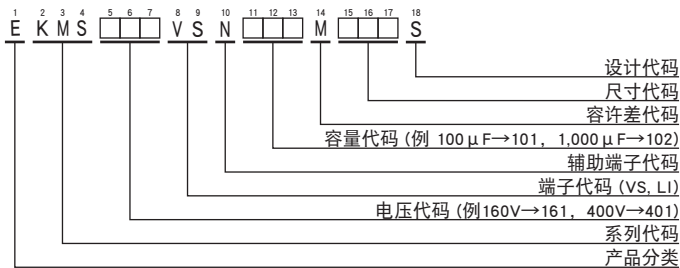 1 2 3 4 5 6 7 8 9 10 11 12 13 14 15 16 17 18
E KMS □□□ VS N □□□ M □□□ S
设计代码
尺寸代码
容许差代码
容量代码 (例 100μF→101, 1,000μF→102)
辅助端子代码
端子代码 (VS, LI)
电压代码 (例160V→161, 400V→401)
系列代码
产品分类